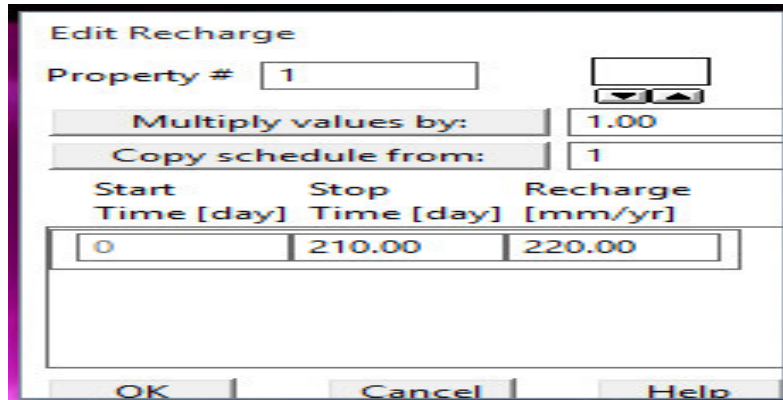 Edit Recharge
Property # 1
Multiply values by: 1.00
Copy schedule from: 1
Start Stop Recharge
Time [day] Time [day] [mm/yr]
0 210.00 220.00
OK Cancel Help